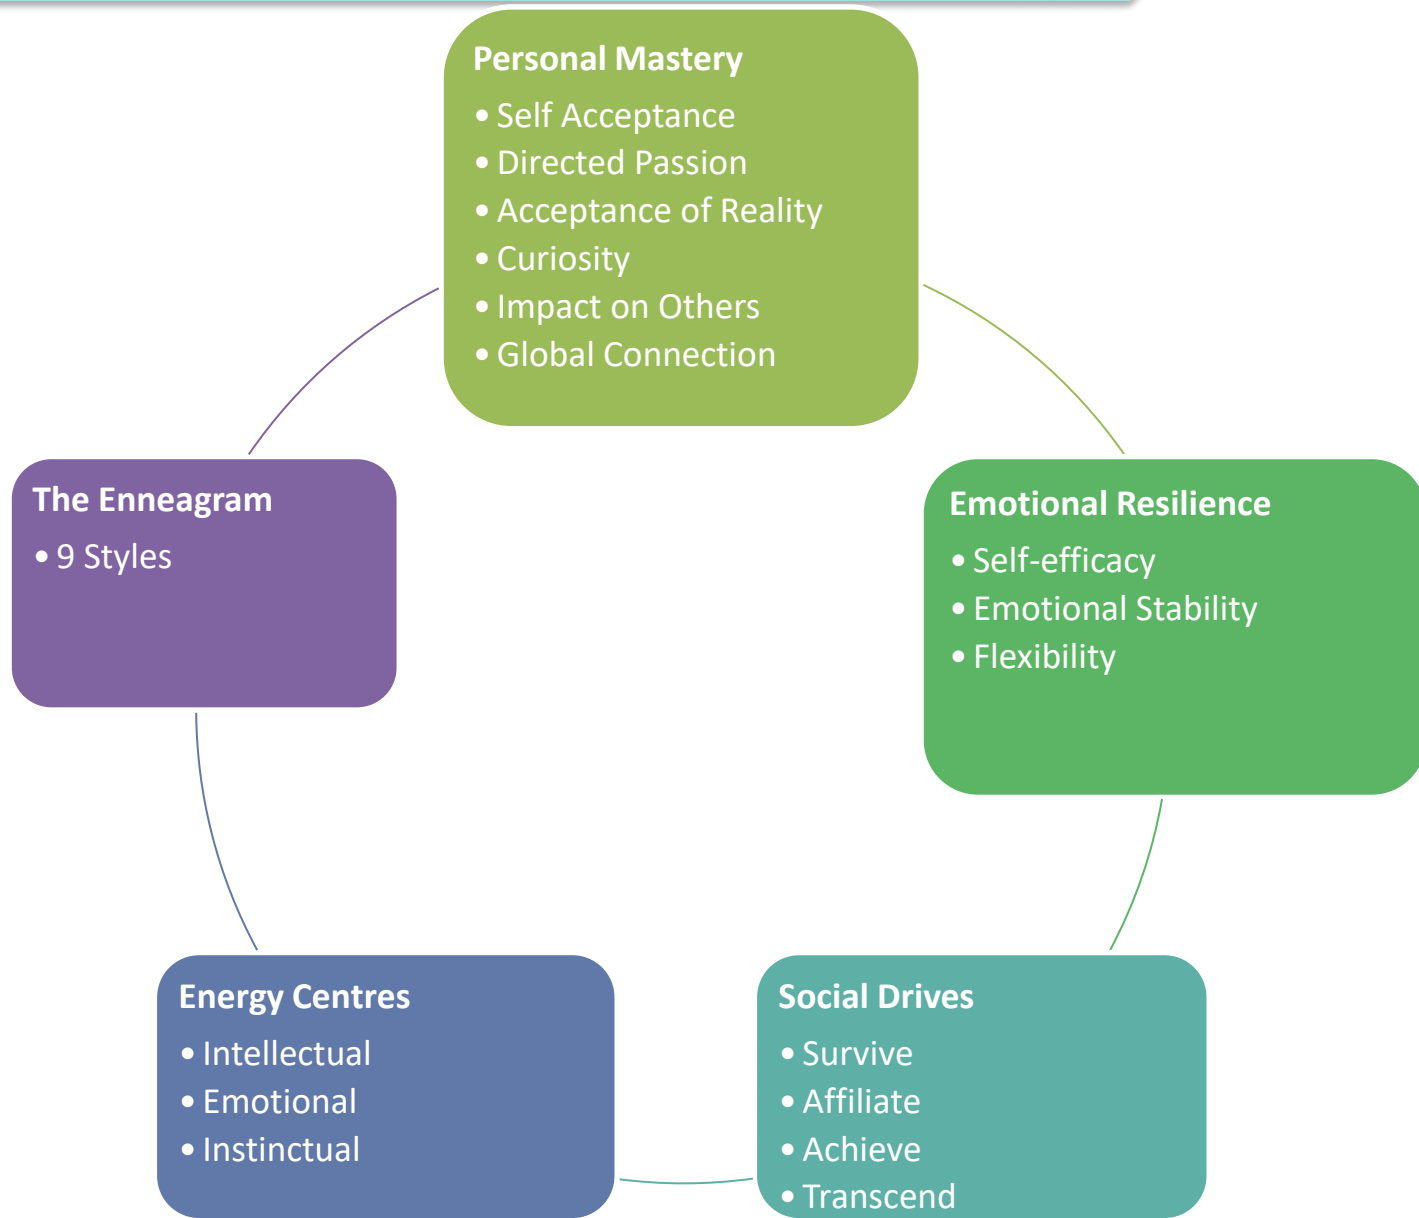 Personal Mastery
• Self Acceptance
• Directed Passion
• Acceptance of Reality
• Curiosity
• Impact on Others
• Global Connection
The Enneagram
• 9 Styles
Emotional Resilience
• Self-efficacy
• Emotional Stability
• Flexibility
Energy Centres
• Intellectual
• Emotional
• Instinctual
Social Drives
• Survive
• Affiliate
• Achieve
• Transcend